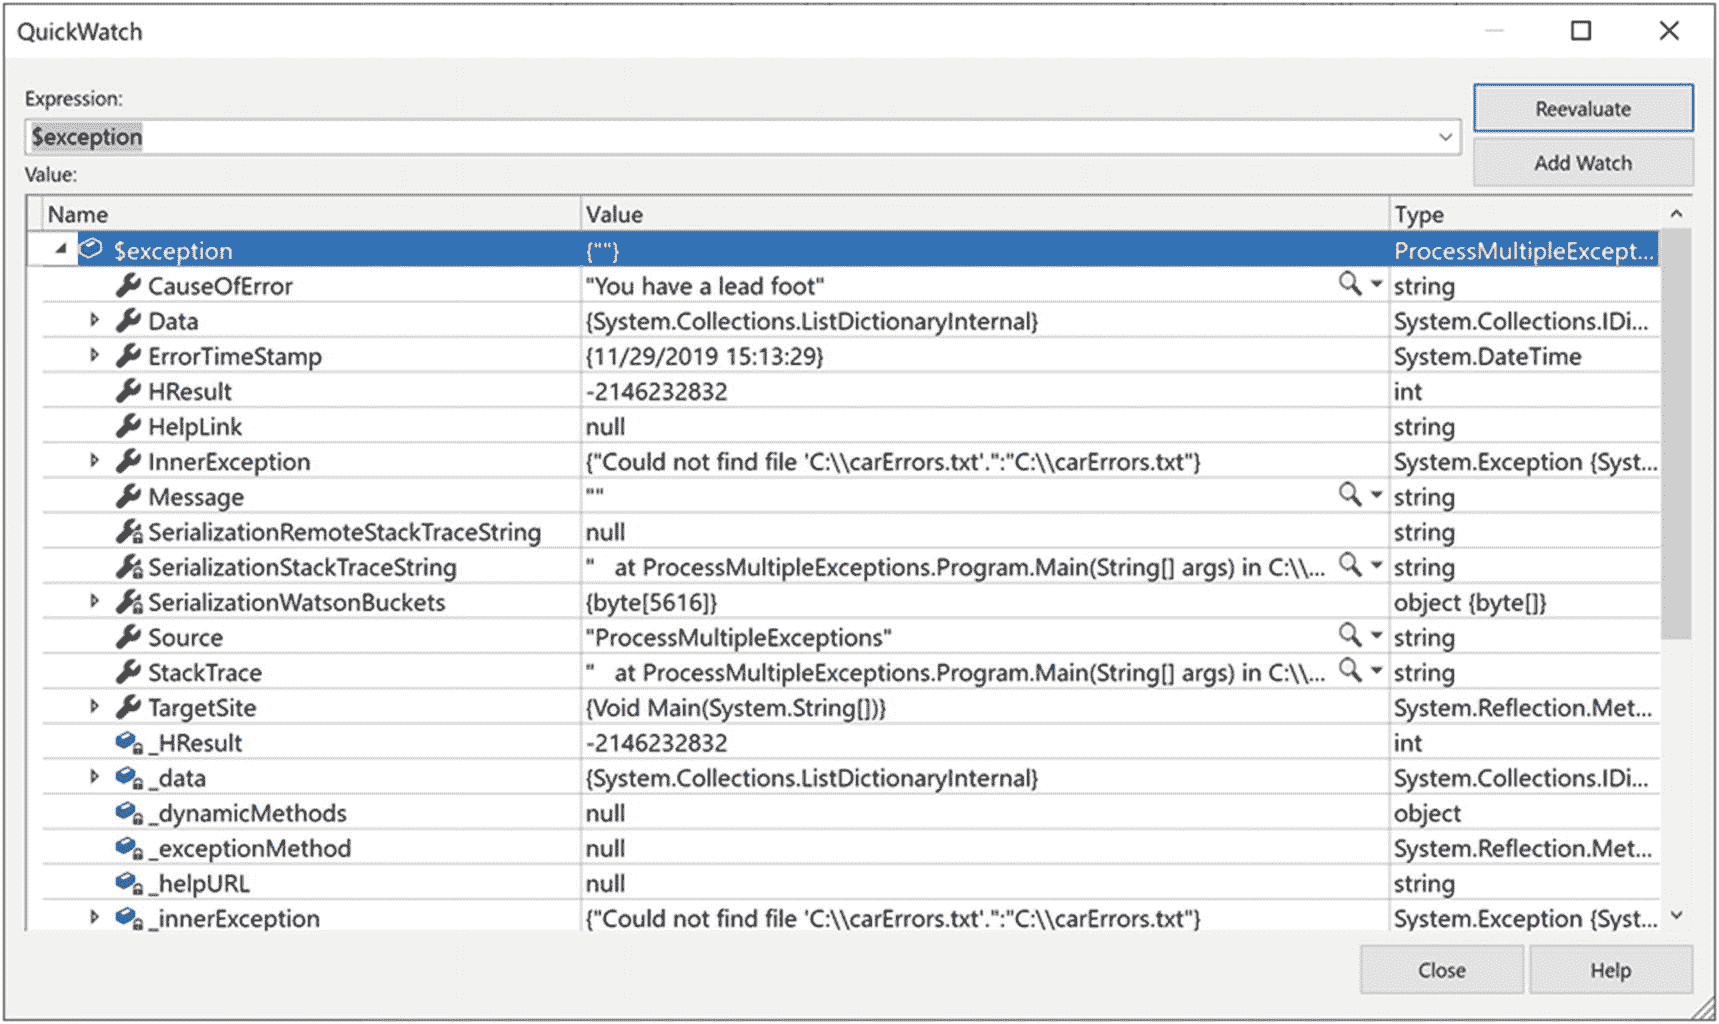 QuickWatch
Expression:
$exception
Reevaluate
Add Watch
Value:
Name Value Type
$exception {""} ProcessMultipleExcept...
CauseOfError "You have a lead foot" string
Data {System.Collections.ListDictionaryInternal} System.Collections.IDi...
ErrorTimeStamp {11/29/2019 15:13:29} System.DateTime
HResult -2146232832 int
HelpLink null string
InnerException {"Could not find file 'C:\\carErrors.txt'.":"C:\\carErrors.txt"} System.Exception {Syst...
Message "" string
SerializationRemoteStackTraceString null string
SerializationStackTraceString "   at ProcessMultipleExceptions.Program.Main(String[] args) in C:\\... string
SerializationWatsonBuckets {byte[5616]} object {byte[]}
Source "ProcessMultipleExceptions" string
StackTrace "   at ProcessMultipleExceptions.Program.Main(String[] args) in C:\\... string
TargetSite {Void Main(System.String[])} System.Reflection.Met...
_HResult -2146232832 int
_data {System.Collections.ListDictionaryInternal} System.Collections.IDi...
_dynamicMethods null object
_exceptionMethod null System.Reflection.Met...
_helpURL null string
_innerException {"Could not find file 'C:\\carErrors.txt'.":"C:\\carErrors.txt"} System.Exception {Syst...
Close Help